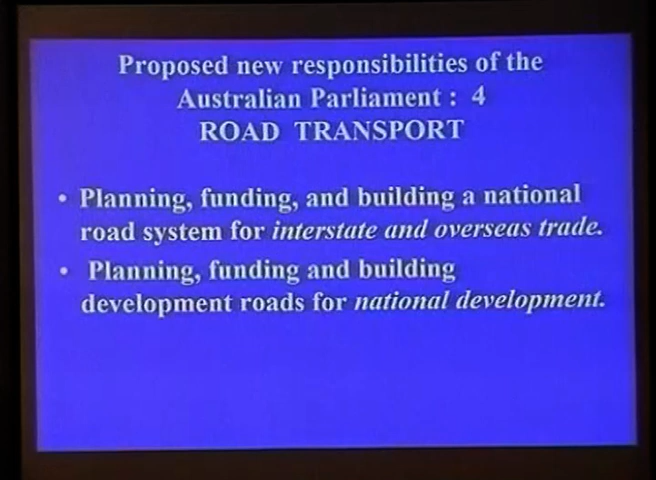 Proposed new responsibilities of the
Australian Parliament : 4
ROAD TRANSPORT
• Planning, funding, and building a national
road system for interstate and overseas trade.
• Planning, funding and building
development roads for national development.